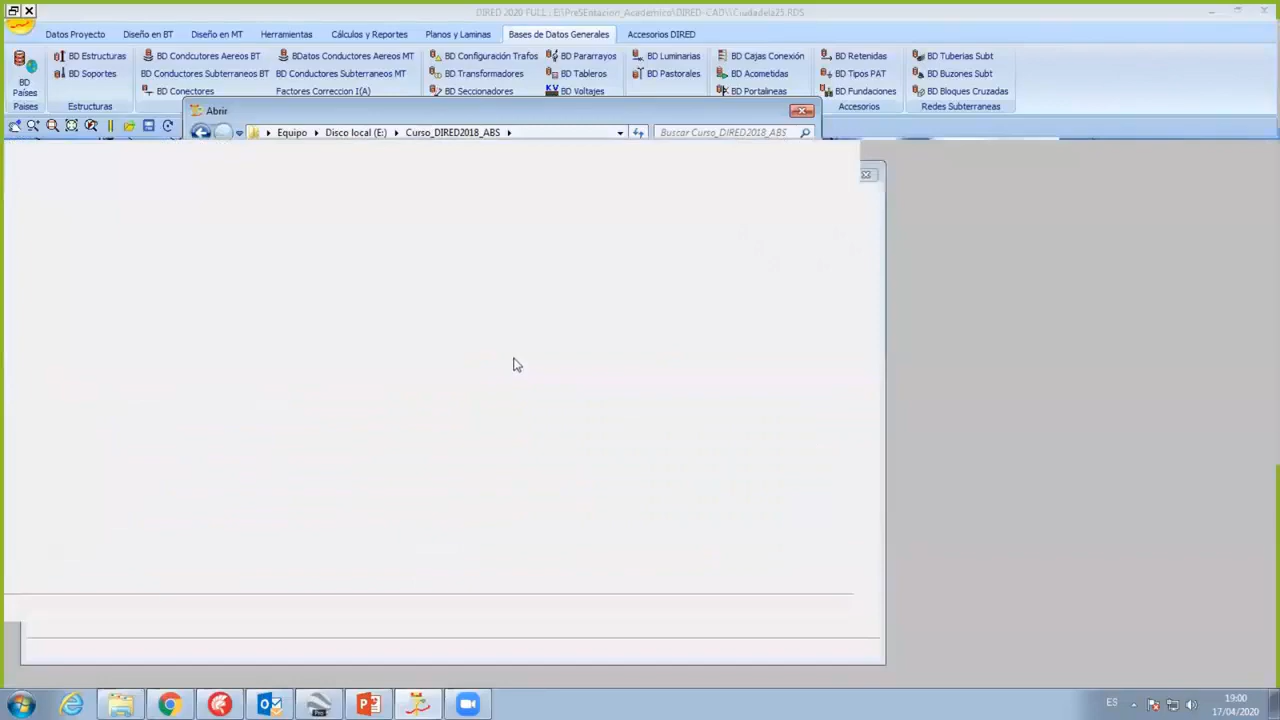 DIRED 2020 FULL : E:\PreSEntacion_Academico\DIRED-CAD\\Ciudadela25.RDS
Datos Proyecto Diseño en BT Diseño en MT Herramientas Cálculos y Reportes Planos y Laminas Bases de Datos Generales Accesorios DIRED
BD Estructuras BD Condcutores Aereos BT BDatos Conductores Aereos MT BD Configuración Trafos BD Pararrayos BD Luminarias BD Cajas Conexión BD Retenidas BD Tuberias Subt
BD Soportes BD Conductores Subterraneos BT BD Conductores Subterraneos MT BD Transformadores BD Tableros BD Pastorales BD Acometidas BD Tipos PAT BD Buzones Subt
BD Países BD Conectores Factores Correccion I(A) BD Seccionadores KV BD Voltajes BD Portalineas BD Fundaciones BD Bloques Cruzadas
Paises Estructuras Accesorios Redes Subterraneas
Abrir
Equipo Disco local (E:) Curso_DIRED2018_ABS Buscar Curso_DIRED2018_ABS
ES
19:00
17/04/2020